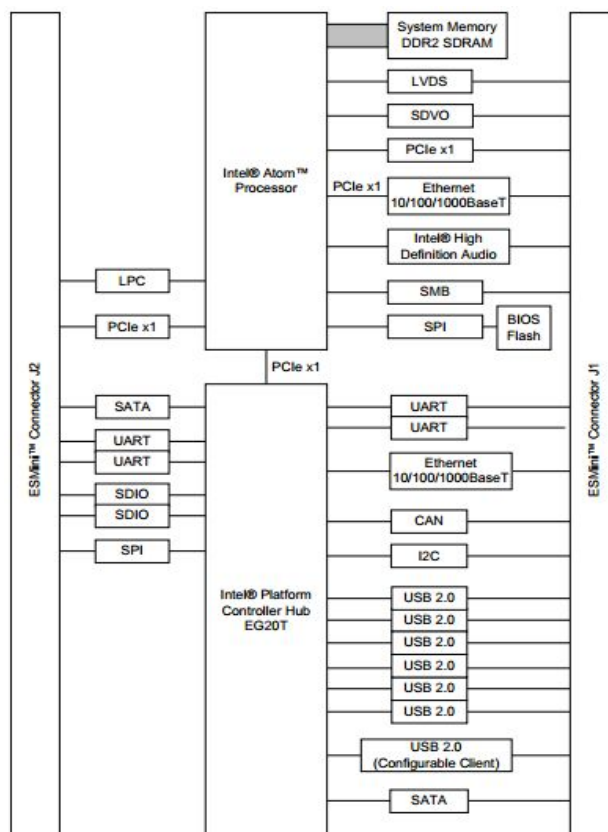 System Memory
DDR2 SDRAM
LVDS
SDVO
PCIe x1
Intel® Atom™
Processor
PCIe x1
Ethernet
10/100/1000BaseT
Intel® High
Definition Audio
LPC
SMB
PCIe x1
SPI
BIOS
Flash
PCIe x1
ESMini™ Connector J2
ESMini™ Connector J1
SATA
UART
UART
UART
UART
SDIO
SDIO
SPI
Ethernet
10/100/1000BaseT
CAN
I2C
Intel® Platform
Controller Hub
EG20T
USB 2.0
USB 2.0
USB 2.0
USB 2.0
USB 2.0
USB 2.0
USB 2.0
(Configurable Client)
SATA